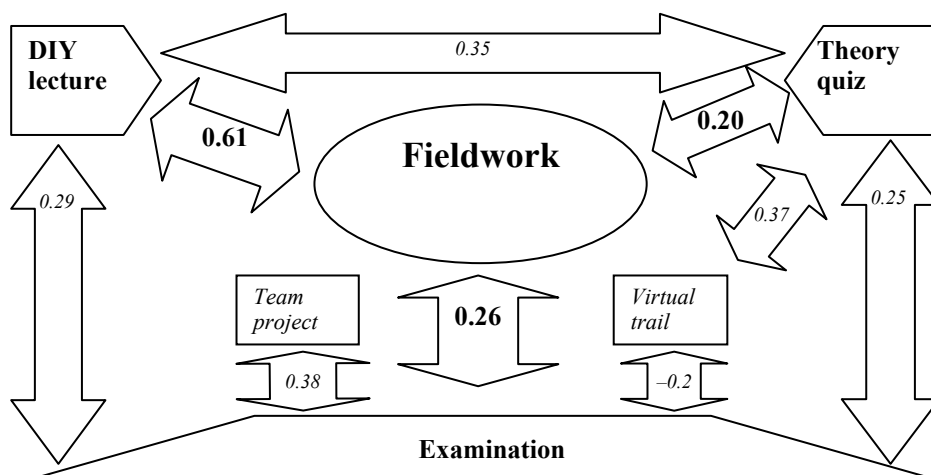 DIY
lecture
0.35
Theory
quiz
0.61
0.20
Fieldwork
0.29
0.37
0.25
Team
project
0.26
Virtual
trail
0.38
–0.2
Examination